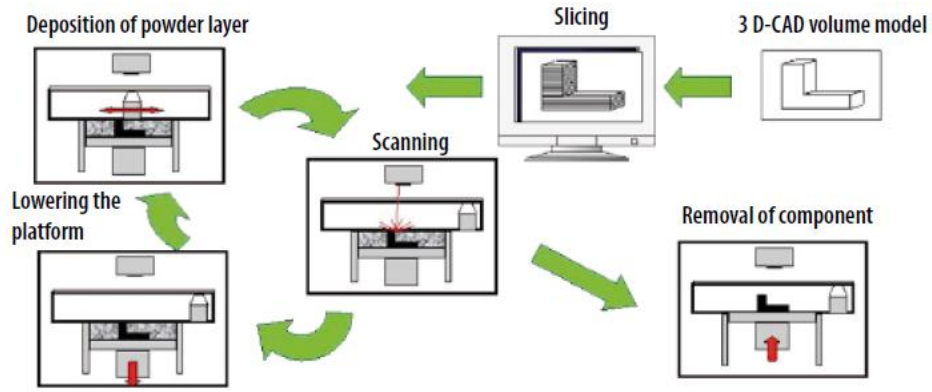 Deposition of powder layer
Slicing
3 D-CAD volume model
Scanning
Lowering the
platform
Removal of component